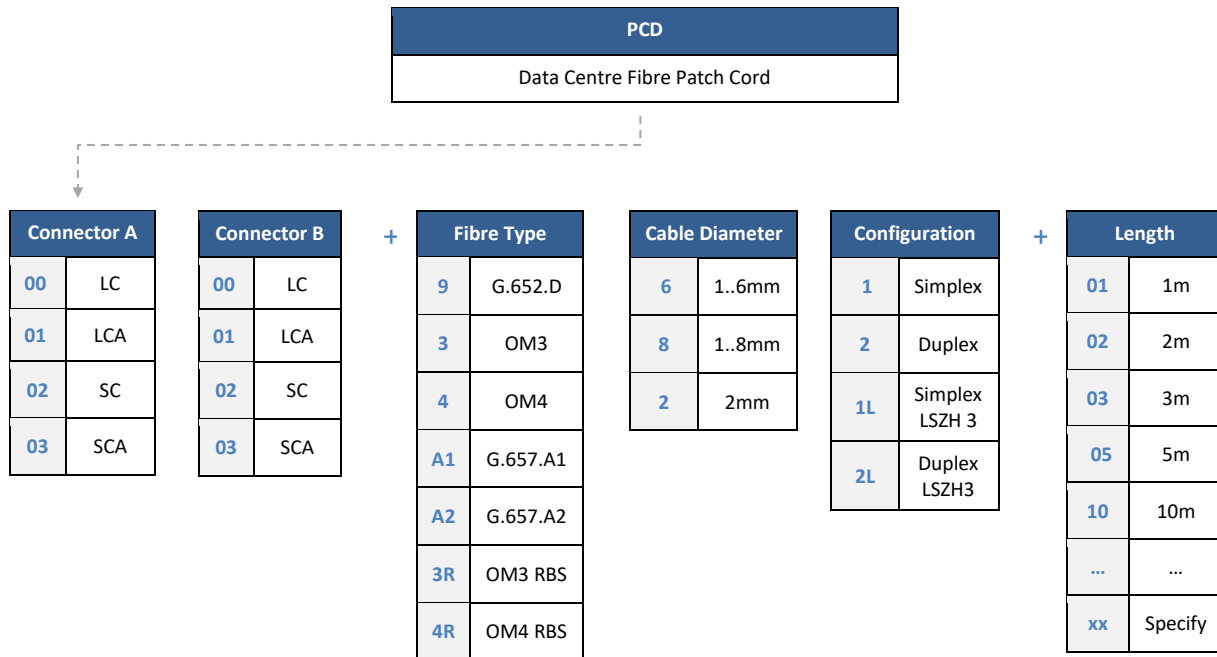 PCD
Data Centre Fibre Patch Cord
Connector A
00 LC
01 LCA
02 SC
03 SCA
Connector B
00 LC
01 LCA
02 SC
03 SCA
+
Fibre Type
9 G.652.D
3 OM3
4 OM4
A1 G.657.A1
A2 G.657.A2
3R OM3 RBS
4R OM4 RBS
Cable Diameter
6 1..6mm
8 1..8mm
2 2mm
Configuration
1 Simplex
2 Duplex
1L Simplex
LSZH 3
2L Duplex
LSZH3
+
Length
01 1m
02 2m
03 3m
05 5m
10 10m
... ...
xx Specify